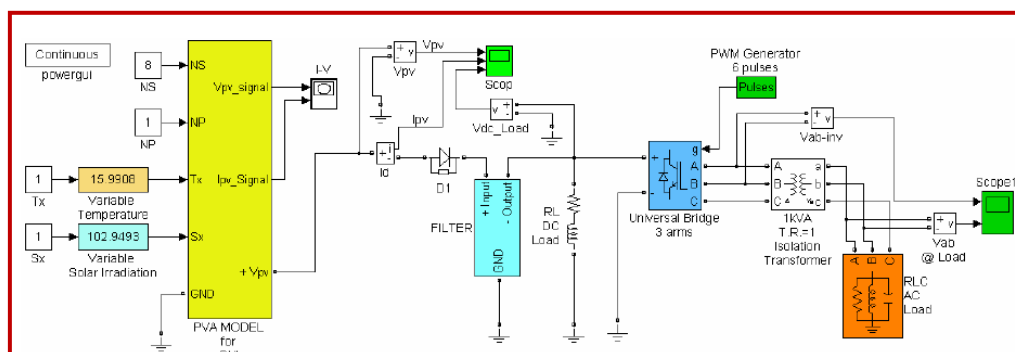 Continuous
powergui
8
NS
1
NP
1
Tx
15.9908
Variable
Temperature
1
Sx
102.9493
Variable
Solar Irradiation
NS
NP
Tx
Sx
GND
Vpv_signal
Ipv_Signal
+ Vpv
PVA MODEL
for
I-V
+
-
v
Vpv
Vpv
Ipv
i
+
-
Id
D1
Scop
v
+
-
Vdc_Load
FILTER
+ Input
- Output
GND
RL
DC
Load
PWM Generator
6 pulses
Pulses
+
-
g
A
B
C
Universal Bridge
3 arms
+
-
v
Vab-inv
A
B
C
a
b
c
1KVA
T.R.=1
Isolation
Transformer
+
-
v
Vab
@ Load
Scope1
A
B
C
RLC
AC
Load